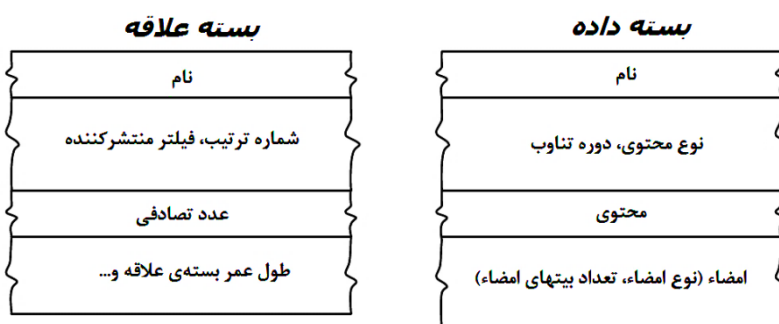 بسته داده
نام
نوع محتوی، دوره تناوب
محتوی
امضاء (نوع امضاء، تعداد بیتهای امضاء)
بسته علاقه
نام
شماره ترتیب، فیلتر منتشرکننده
عدد تصادفی
طول عمر بسته‌ی علاقه و...